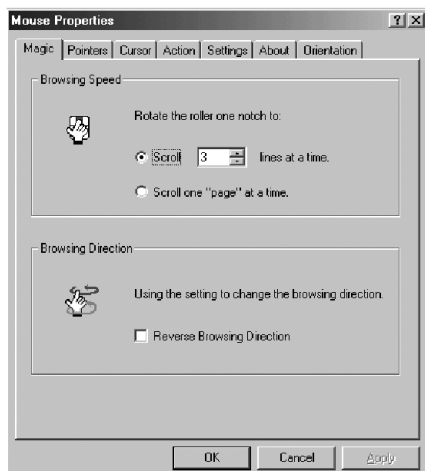 Mouse Properties
Magic Pointers Cursor Action Settings About Orientation
Browsing Speed
Rotate the roller one notch to:
Scroll 3 lines at a time.
Scroll one "page" at a time.
Browsing Direction
Using the setting to change the browsing direction.
Reverse Browsing Direction
OK Cancel Apply